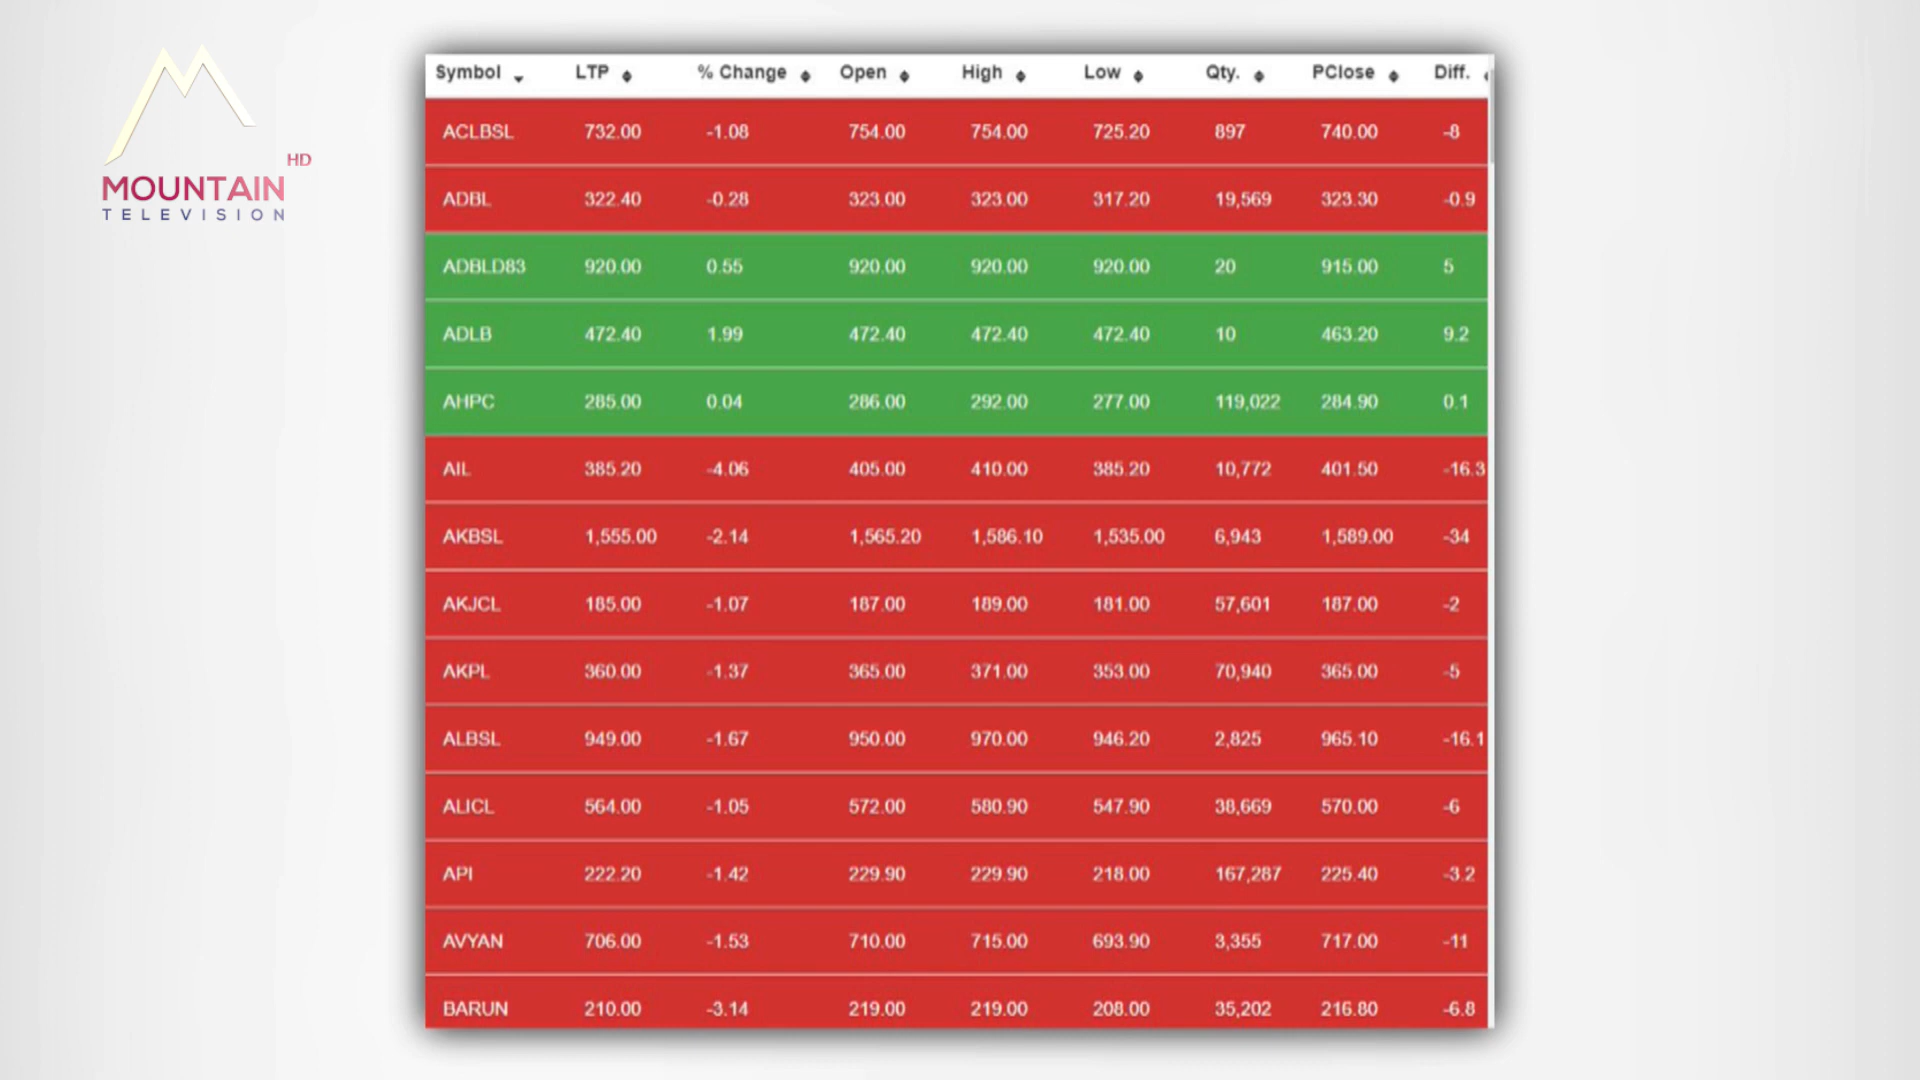 HD
MOUNTAIN
TELEVISION
Symbol LTP % Change Open High Low Qty. PClose Diff.
ACLBSL 732.00 -1.08 754.00 754.00 725.20 897 740.00 -8
ADBL 322.40 -0.28 323.00 323.00 317.20 19,569 323.30 -0.9
ADBLD83 920.00 0.55 920.00 920.00 920.00 20 915.00 5
ADLB 472.40 1.99 472.40 472.40 472.40 10 463.20 9.2
AHPC 285.00 0.04 286.00 292.00 277.00 119,022 284.90 0.1
AIL 385.20 -4.06 405.00 410.00 385.20 10,772 401.50 -16.3
AKBSL 1,555.00 -2.14 1,565.20 1,586.10 1,535.00 6,943 1,589.00 -34
AKJCL 185.00 -1.07 187.00 189.00 181.00 57,601 187.00 -2
AKPL 360.00 -1.37 365.00 371.00 353.00 70,940 365.00 -5
ALBSL 949.00 -1.67 950.00 970.00 946.20 2,825 965.10 -16.1
ALICL 564.00 -1.05 572.00 580.90 547.90 38,669 570.00 -6
API 222.20 -1.42 229.90 229.90 218.00 167,287 225.40 -3.2
AVYAN 706.00 -1.53 710.00 715.00 693.90 3,355 717.00 -11
BARUN 210.00 -3.14 219.00 219.00 208.00 35,202 216.80 -6.8